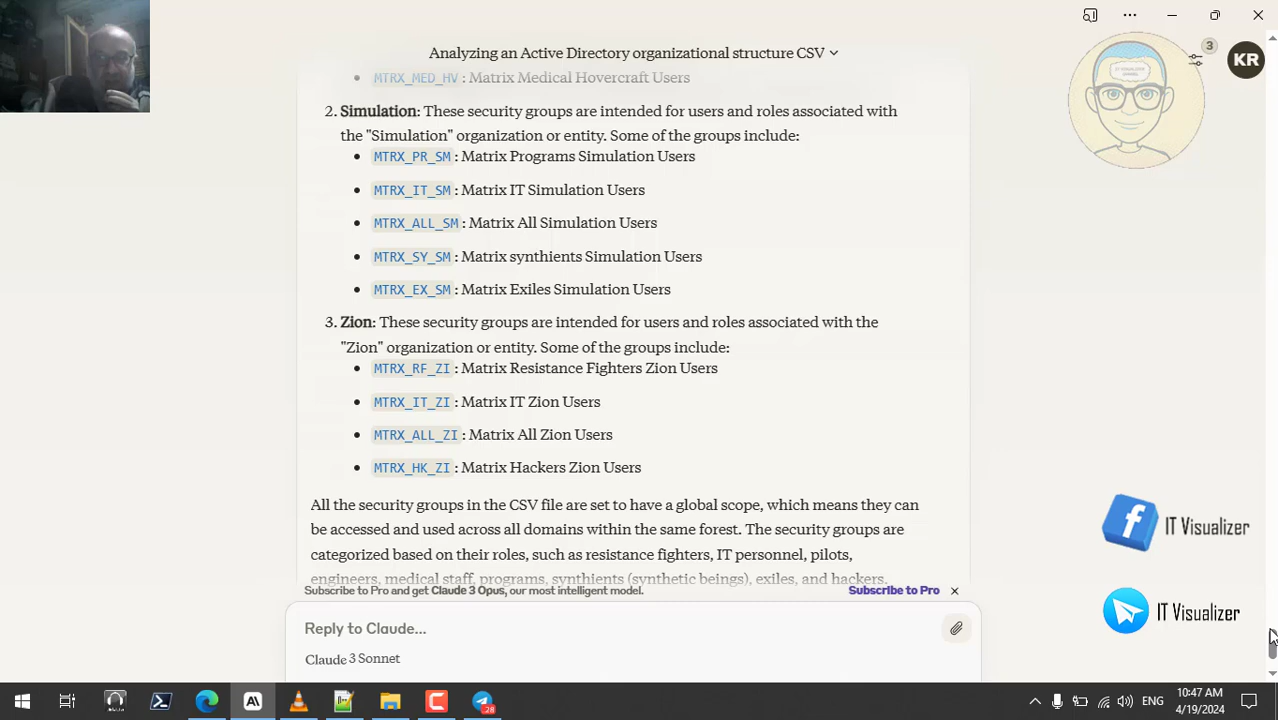 Analyzing an Active Directory organizational structure CSV
3
KR
IT VISUALIZER
CHANNEL
• MTRX_MED_HV : Matrix Medical Hovercraft Users
2. Simulation: These security groups are intended for users and roles associated with
the "Simulation" organization or entity. Some of the groups include:
• MTRX_PR_SM : Matrix Programs Simulation Users
• MTRX_IT_SM : Matrix IT Simulation Users
• MTRX_ALL_SM : Matrix All Simulation Users
• MTRX_SY_SM : Matrix synthients Simulation Users
• MTRX_EX_SM : Matrix Exiles Simulation Users
3. Zion: These security groups are intended for users and roles associated with the
"Zion" organization or entity. Some of the groups include:
• MTRX_RF_ZI : Matrix Resistance Fighters Zion Users
• MTRX_IT_ZI : Matrix IT Zion Users
• MTRX_ALL_ZI : Matrix All Zion Users
• MTRX_HK_ZI : Matrix Hackers Zion Users
All the security groups in the CSV file are set to have a global scope, which means they can
be accessed and used across all domains within the same forest. The security groups are
categorized based on their roles, such as resistance fighters, IT personnel, pilots,
engineers, medical staff, programs, synthients (synthetic beings), exiles, and hackers.
Subscribe to Pro and get Claude 3 Opus, our most intelligent model.
Subscribe to Pro
Reply to Claude...
Claude 3 Sonnet
IT Visualizer
IT Visualizer
28
ENG
10:47 AM
4/19/2024